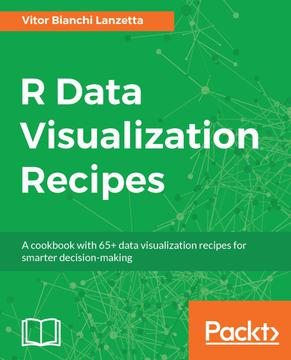 Vitor Bianchi Lanzetta
R Data
Visualization
Recipes
A cookbook with 65+ data visualization recipes for
smarter decision-making
Packt>